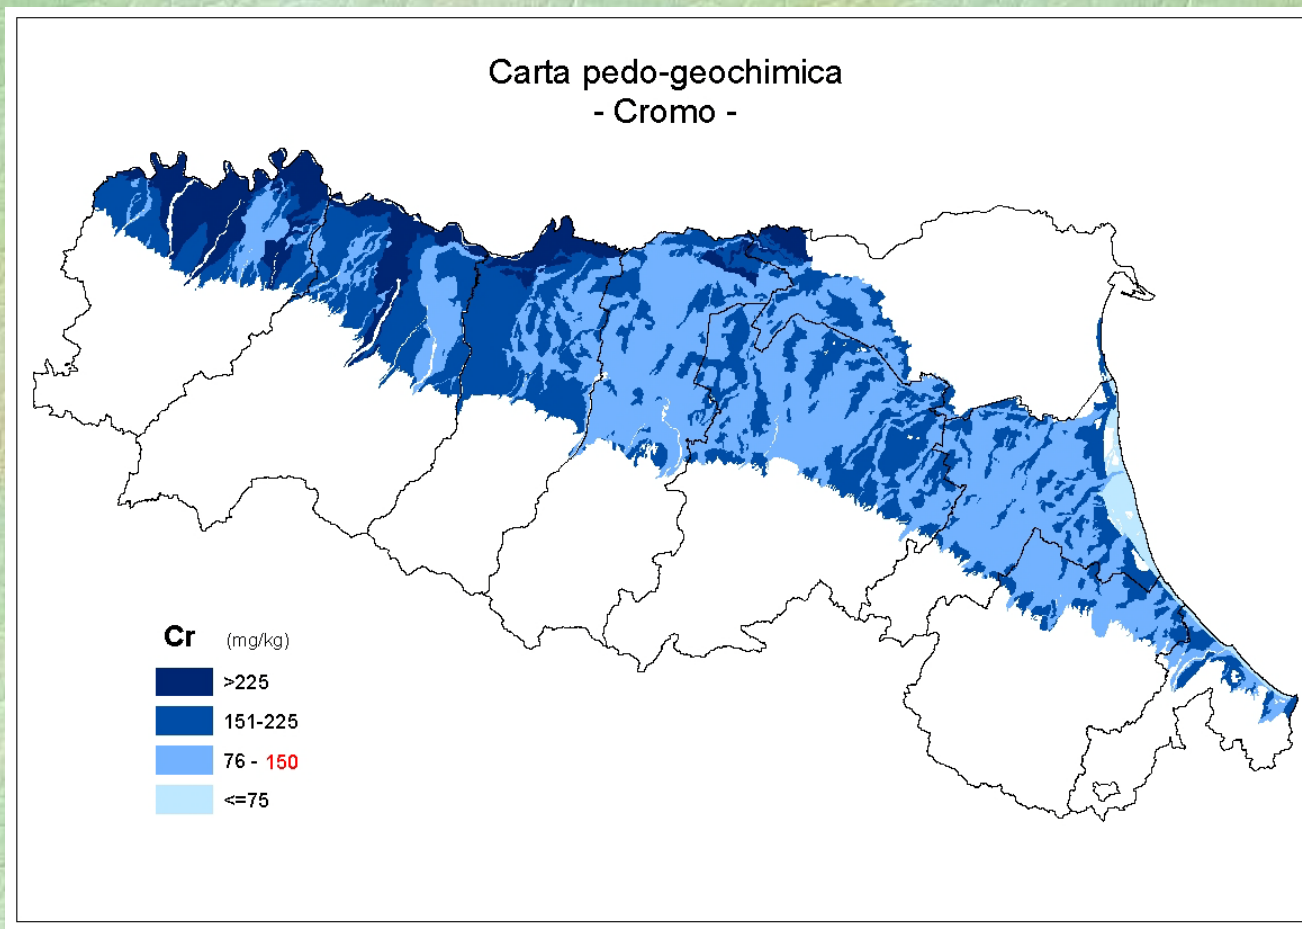 Carta pedo-geochimica
- Cromo -
Cr (mg/kg)
>225
151-225
76 - 150
<=75